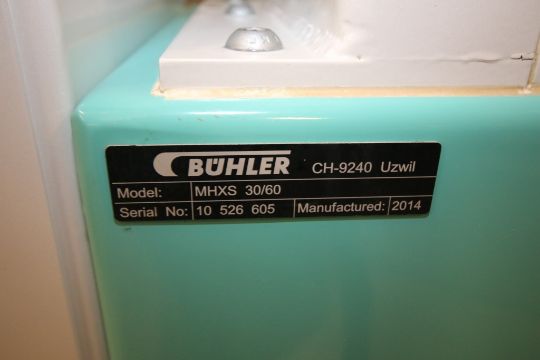 BÜHLER CH-9240 Uzwil
Model: MHXS 30/60
Serial No: 10 526 605 Manufactured: 2014